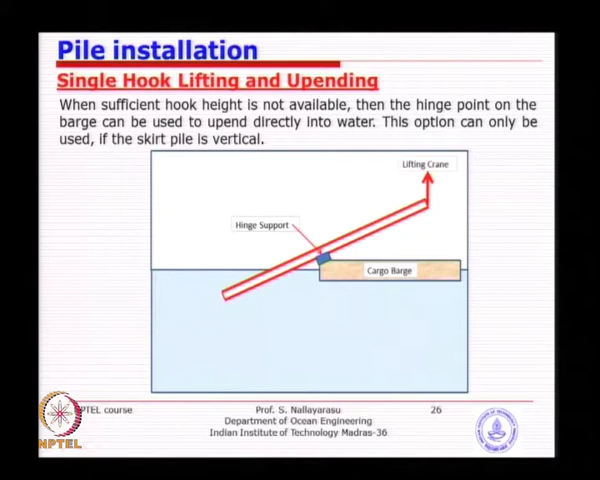 Pile installation
Single Hook Lifting and Upending
When sufficient hook height is not available, then the hinge point on the
barge can be used to upend directly into water. This option can only be
used, if the skirt pile is vertical.
Lifting Crane
Hinge Support
Cargo Barge
NPTEL
PTEL course
Prof. S. Nallayarasu
Department of Ocean Engineering
Indian Institute of Technology Madras-36
26